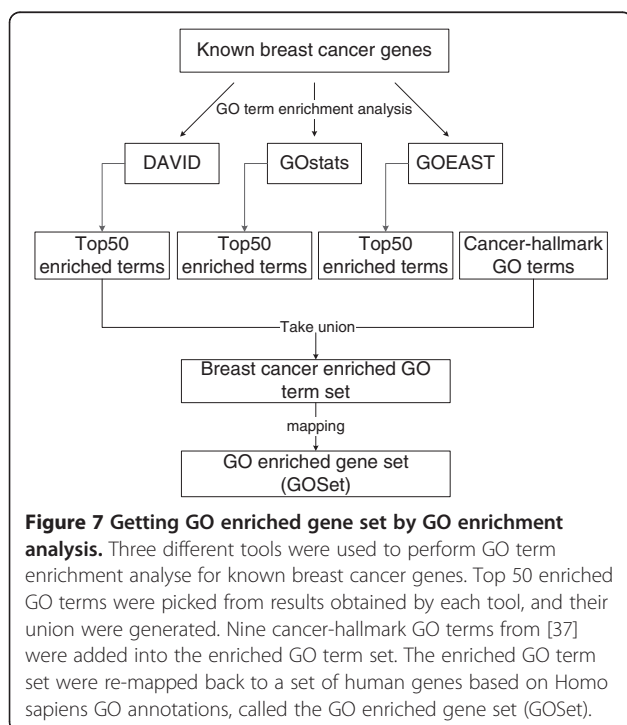 Known breast cancer genes
GO term enrichment analysis
DAVID
GOstats
GOEAST
Top50
enriched terms
Top50
enriched terms
Top50
enriched terms
Cancer-hallmark
GO terms
Take union
Breast cancer enriched GO
term set
mapping
GO enriched gene set
(GOSet)
Figure 7 Getting GO enriched gene set by GO enrichment
analysis. Three different tools were used to perform GO term
enrichment analyse for known breast cancer genes. Top 50 enriched
GO terms were picked from results obtained by each tool, and their
union were generated. Nine cancer-hallmark GO terms from [37]
were added into the enriched GO term set. The enriched GO term
set were re-mapped back to a set of human genes based on Homo
sapiens GO annotations, called the GO enriched gene set (GOSet).